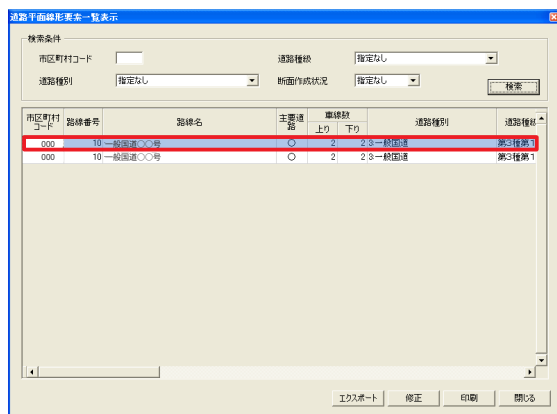 道路平面線形要素一覧表示
検索条件
市区町村コード 道路種級 指定なし
道路種別 指定なし 断面作成状況 指定なし 検索
市区町村コード 路線番号 路線名 主要道路 車線数 上り 下り 道路種別 道路種級
000 10 一般国道○○号 ○ 2 2 3:一般国道 第3種第1
000 10 一般国道○○号 ○ 2 2 3:一般国道 第3種第1
エクスポート 修正 印刷 閉じる